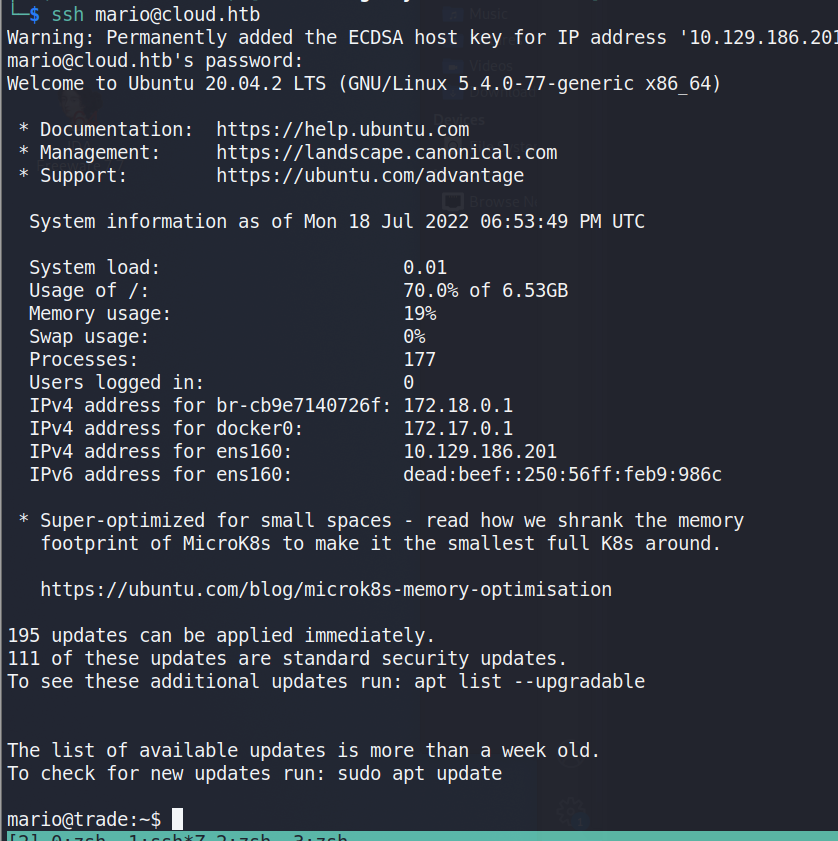 └─$ ssh mario@cloud.htb
Warning: Permanently added the ECDSA host key for IP address '10.129.186.201
mario@cloud.htb's password:
Welcome to Ubuntu 20.04.2 LTS (GNU/Linux 5.4.0-77-generic x86_64)
* Documentation: https://help.ubuntu.com
* Management: https://landscape.canonical.com
* Support: https://ubuntu.com/advantage
System information as of Mon 18 Jul 2022 06:53:49 PM UTC
System load: 0.01
Usage of /: 70.0% of 6.53GB
Memory usage: 19%
Swap usage: 0%
Processes: 177
Users logged in: 0
IPv4 address for br-cb9e7140726f: 172.18.0.1
IPv4 address for docker0: 172.17.0.1
IPv4 address for ens160: 10.129.186.201
IPv6 address for ens160: dead:beef::250:56ff:feb9:986c
* Super-optimized for small spaces - read how we shrank the memory
footprint of MicroK8s to make it the smallest full K8s around.
https://ubuntu.com/blog/microk8s-memory-optimisation
195 updates can be applied immediately.
111 of these updates are standard security updates.
To see these additional updates run: apt list --upgradable
The list of available updates is more than a week old.
To check for new updates run: sudo apt update
mario@trade:~$
Music
Videos
Devices
Browse Ne